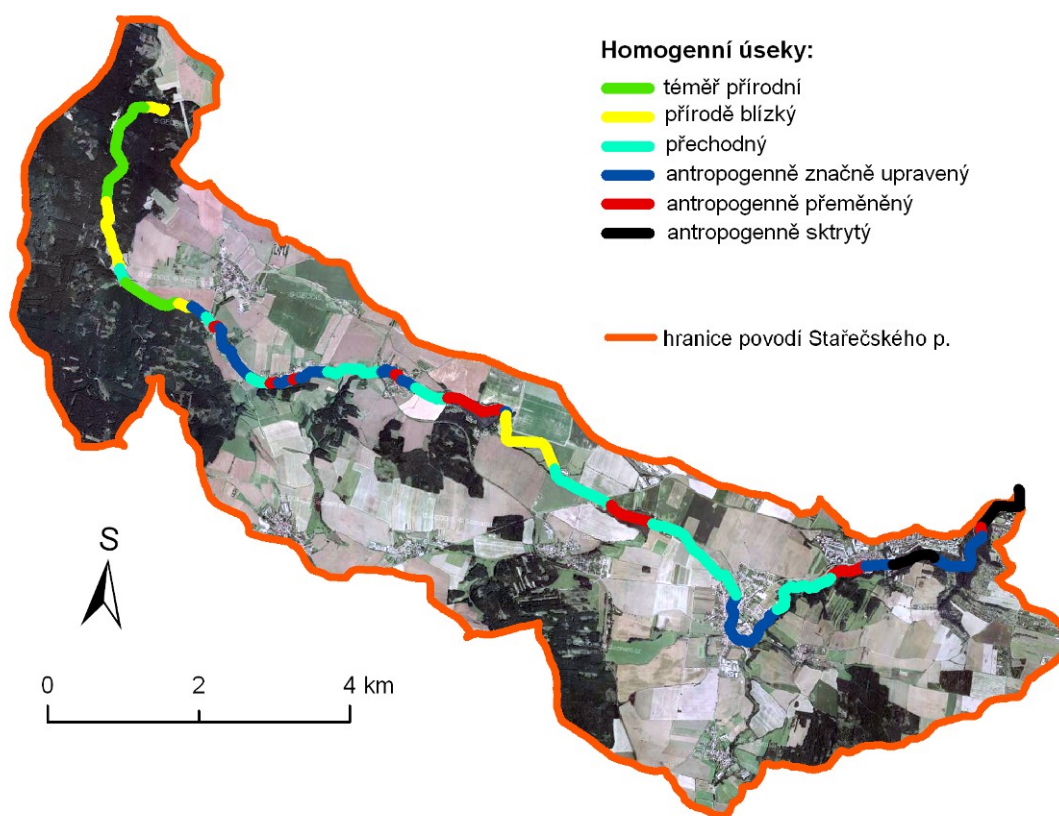 Homogenní úseky:
téměř přírodní
přírodě blízký
přechodný
antropogenně značně upravený
antropogenně přeměněný
antropogenně sktrytý
hranice povodí Stařečského p.
S
0 2 4 km